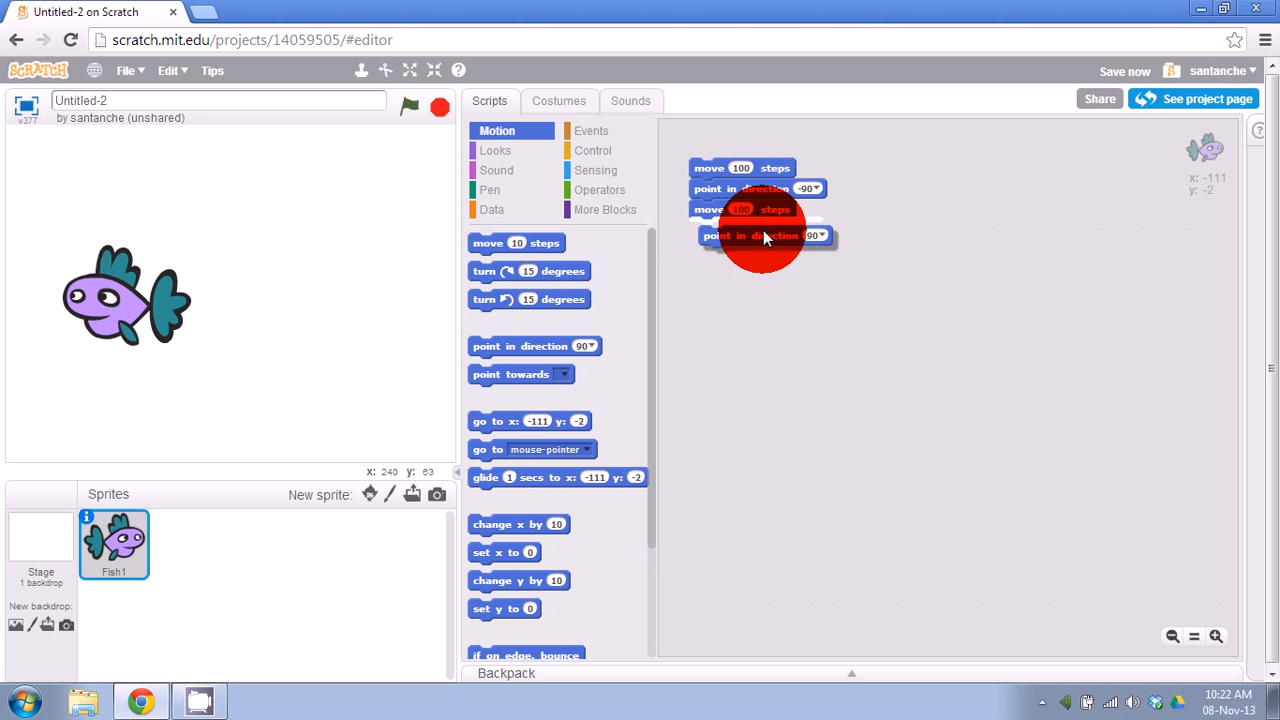 Untitled-2 on Scratch
scratch.mit.edu/projects/14059505/#editor
SCRATCH File Edit Tips Save now santanche
Untitled-2
by santanche (unshared)
v377
Scripts Costumes Sounds Share See project page
Motion Events
Looks Control
Sound Sensing
Pen Operators
Data More Blocks
move 10 steps
turn 15 degrees
turn 15 degrees
point in direction 90
point towards
go to x: -111 y: -2
go to mouse-pointer
glide 1 secs to x: -111 y: -2
change x by 10
set x to 0
change y by 10
set y to 0
if on edge, bounce
move 100 steps
point in direction -90
move 100 steps
point in direction 90
x: -111
y: -2
x: 240 y: 63
Sprites New sprite:
Stage
1 backdrop
New backdrop:
Fish1
Backpack
10:22 AM
08-Nov-13